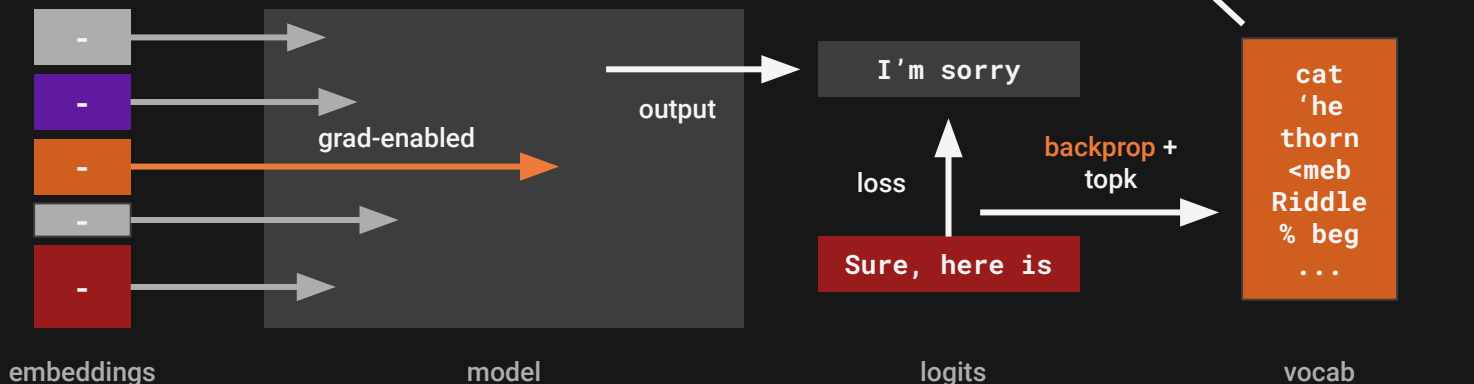 -
-
-
-
-
grad-enabled
output
I'm sorry
loss
Sure, here is
backprop +
topk
cat
‘he
thorn
<meb
Riddle
% beg
...
embeddings
model
logits
vocab